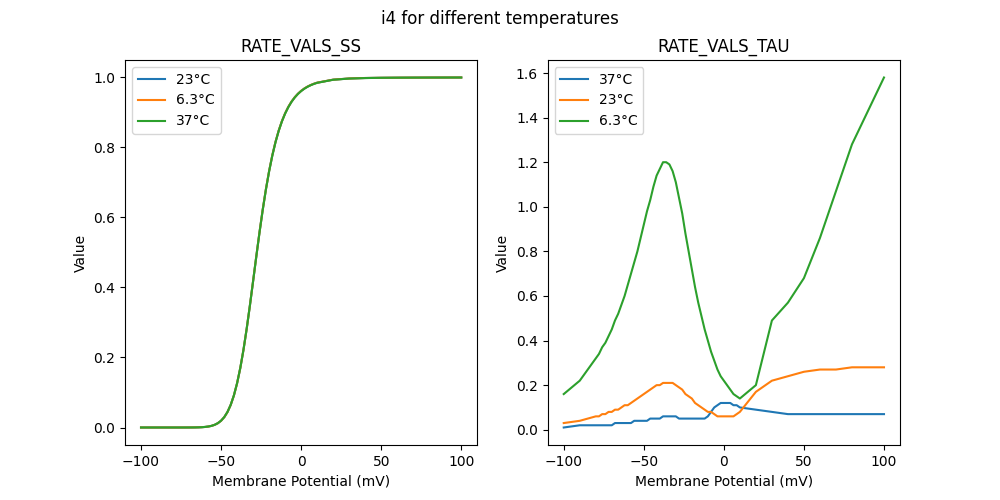 i4 for different temperatures
RATE_VALS_SS
1.0
0.8
0.6
0.4
0.2
0.0
Value
23°C
6.3°C
37°C
−100
−50
0
50
100
Membrane Potential (mV)
RATE_VALS_TAU
1.6
1.4
1.2
1.0
0.8
0.6
0.4
0.2
0.0
Value
37°C
23°C
6.3°C
−100
−50
0
50
100
Membrane Potential (mV)